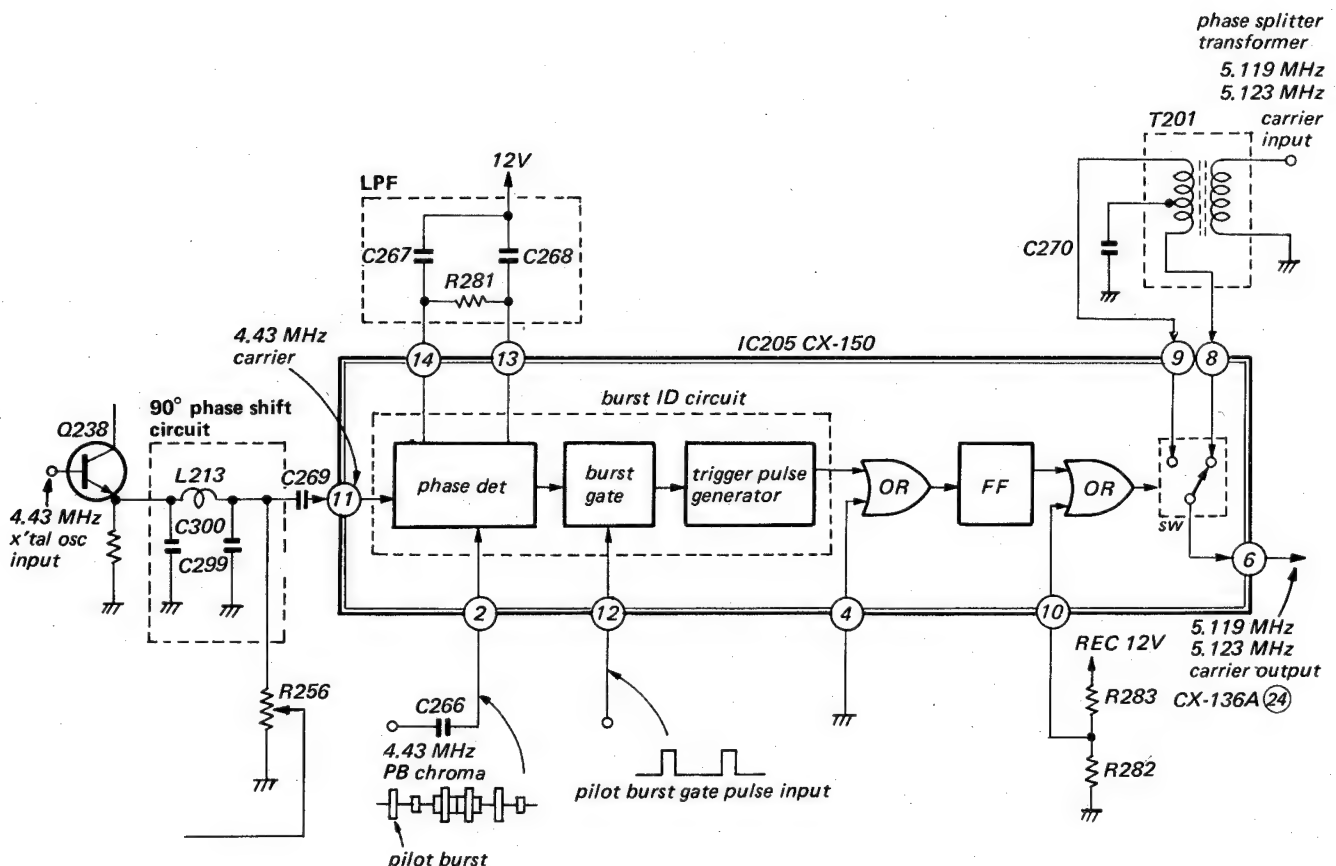 phase splitter
transformer
5.119 MHz
5.123 MHz
carrier
input
T201
12V
LPF
C267
C268
R281
C270
4.43 MHz
carrier
14
13
IC205 CX-150
9
8
90° phase shift
circuit
burst ID circuit
Q238
L213
C269
11
phase det
burst
gate
trigger pulse
generator
OR
FF
OR
sw
C300
C299
4.43 MHz
x'tal osc
input
6
2
12
4
10
5.119 MHz
5.123 MHz
carrier output
CX-136A 24
REC 12V
R283
R282
R256
C266
4.43 MHz
PB chroma
pilot burst gate pulse input
pilot burst